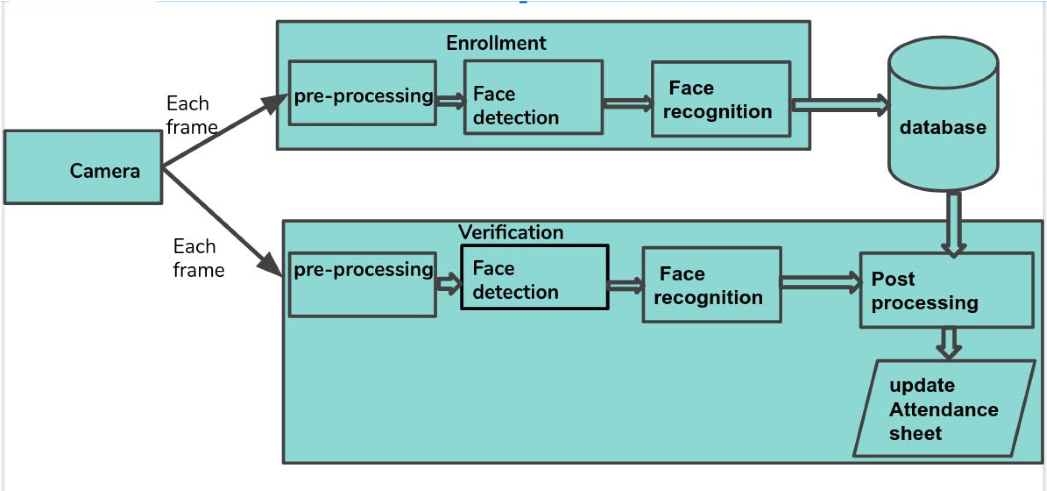 Enrollment
pre-processing
Face
detection
Face
recognition
database
Each
frame
Camera
Each
frame
Verification
pre-processing
Face
detection
Face
recognition
Post
processing
update
Attendance
sheet